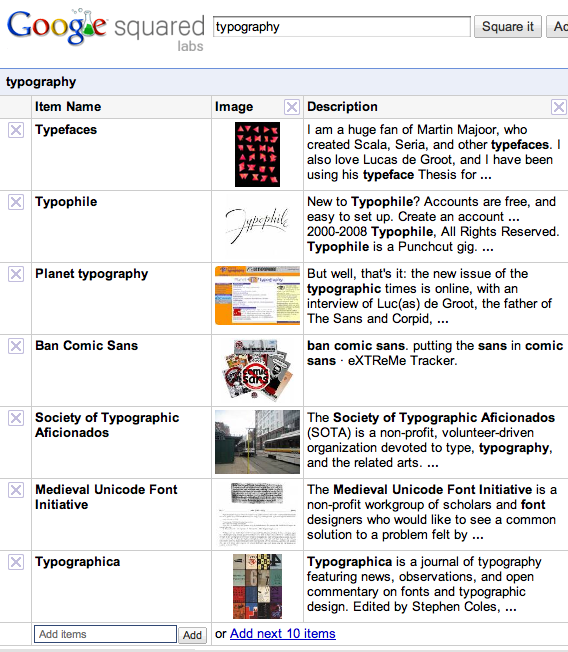 Google squared
labs
typography
Square it
typography
Item Name Image Description
Typefaces
I am a huge fan of Martin Majoor, who
created Scala, Seria, and other typefaces. I
also love Lucas de Groot, and I have been
using his typeface Thesis for ...
Typophile
Typophile
New to Typophile? Accounts are free, and
easy to set up. Create an account ...
2000-2008 Typophile, All Rights Reserved.
Typophile is a Punchcut gig. ...
Planet typography
But well, that's it: the new issue of the
typographic times is online, with an
interview of Luc(as) de Groot, the father of
The Sans and Corpid, ...
Ban Comic Sans
comic
sans
ban comic sans. putting the sans in comic
sans · eXTReMe Tracker.
Society of Typographic
Aficionados
The Society of Typographic Aficionados
(SOTA) is a non-profit, volunteer-driven
organization devoted to type, typography,
and the related arts. ...
Medieval Unicode Font
Initiative
The Medieval Unicode Font Initiative is a
non-profit workgroup of scholars and font
designers who would like to see a common
solution to a problem felt by ...
Typographica
Typographica is a journal of typography
featuring news, observations, and open
commentary on fonts and typographic
design. Edited by Stephen Coles, ...
Add items Add or Add next 10 items